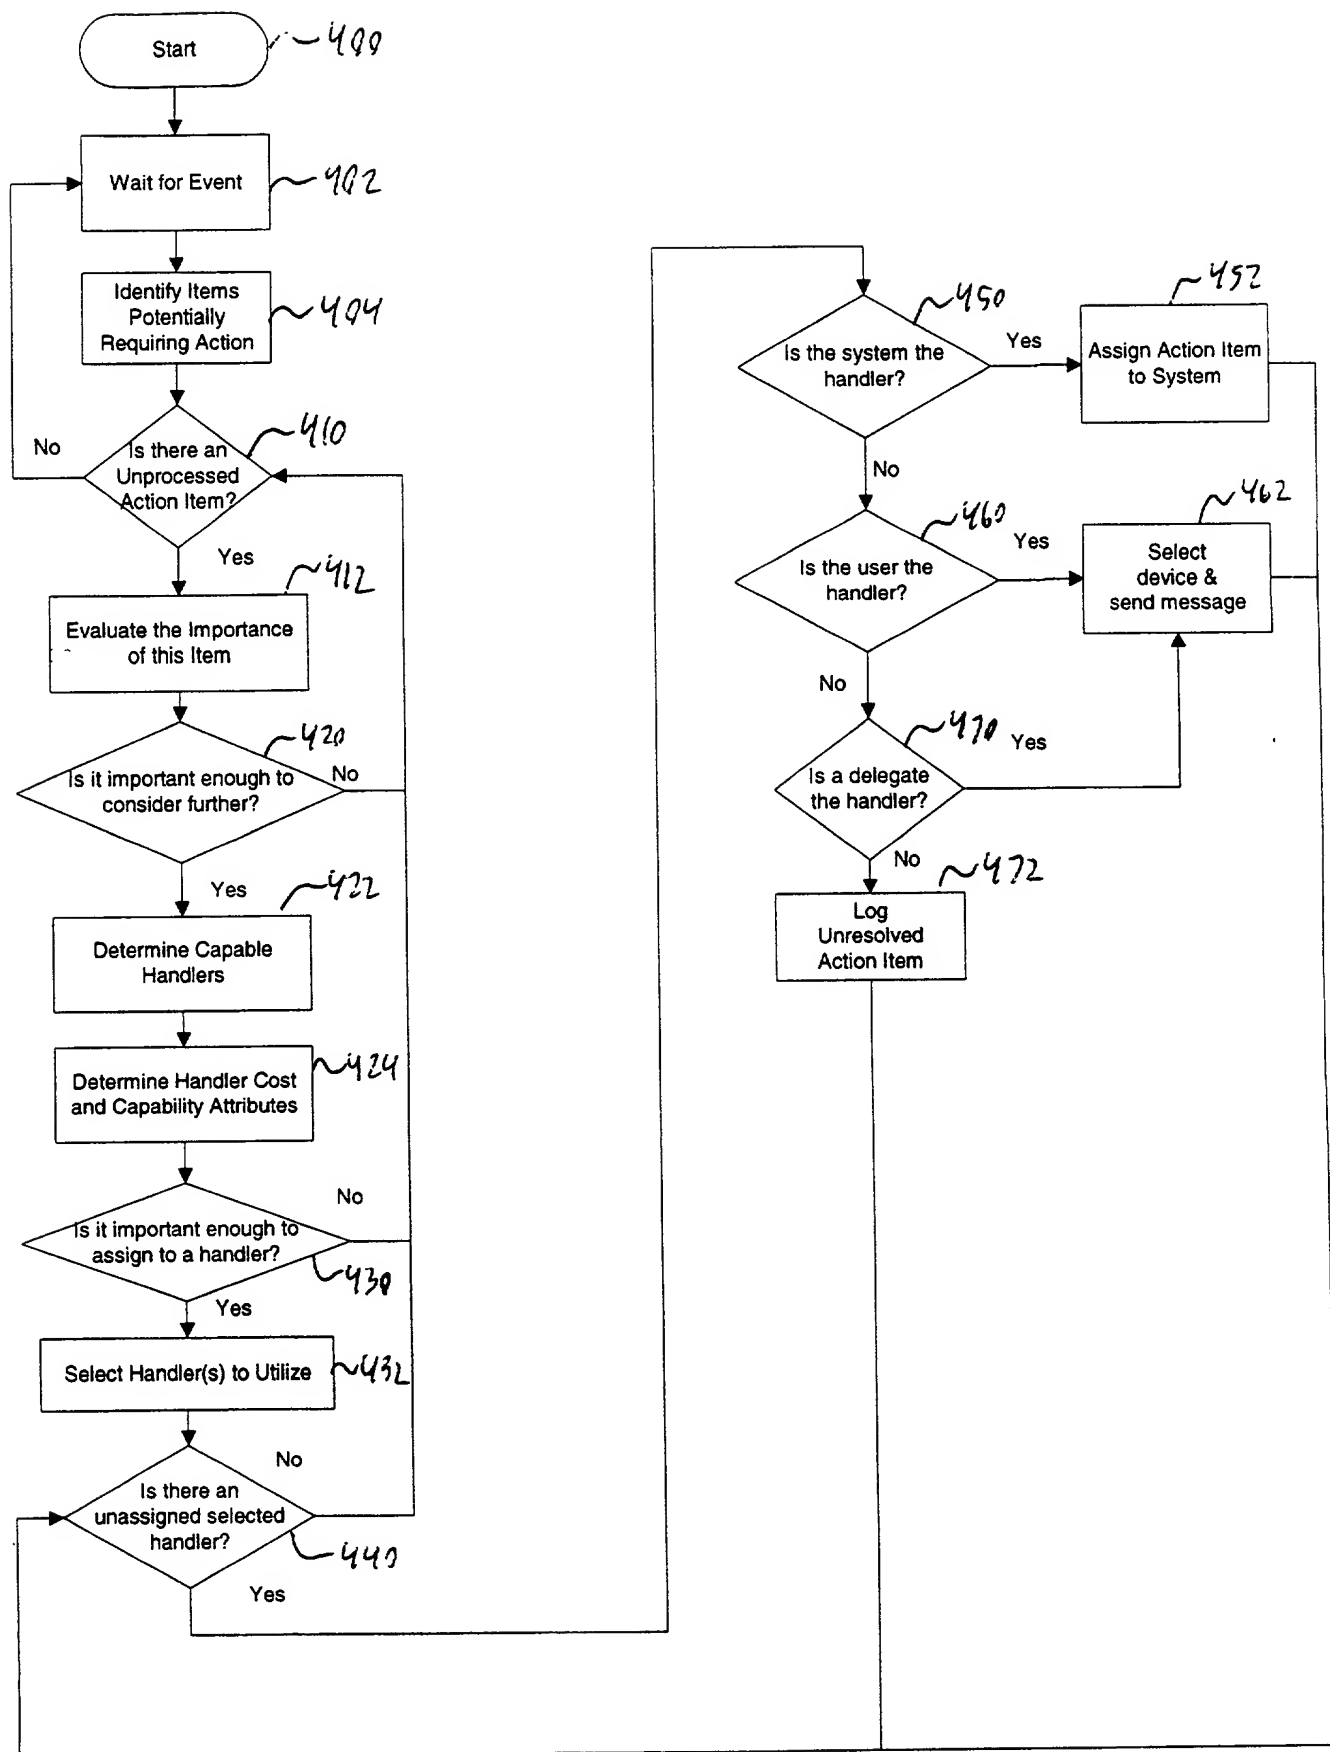 Start
400
Wait for Event
402
Identify Items
Potentially
Requiring Action
404
Is there an
Unprocessed
Action Item?
410
No
Yes
412
Evaluate the Importance
of this Item
420
Is it important enough to
consider further?
No
Yes
422
Determine Capable
Handlers
424
Determine Handler Cost
and Capability Attributes
No
Is it important enough to
assign to a handler?
430
Yes
Select Handler(s) to Utilize
432
No
Is there an
unassigned selected
handler?
440
Yes
450
Is the system the
handler?
Yes
452
Assign Action Item
to System
No
460
Is the user the
handler?
Yes
462
Select
device &
send message
No
470
Is a delegate
the handler?
Yes
No
472
Log
Unresolved
Action Item